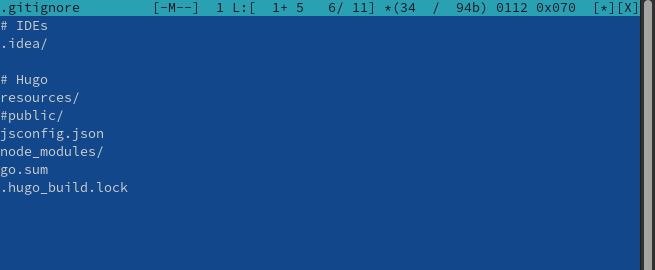 .gitignore [-M--] 1 L:[ 1+ 5 6/ 11] *(34 / 94b) 0112 0x070 [*][X]
# IDEs
.idea/

# Hugo
resources/
#public/
jsconfig.json
node_modules/
go.sum
.hugo_build.lock